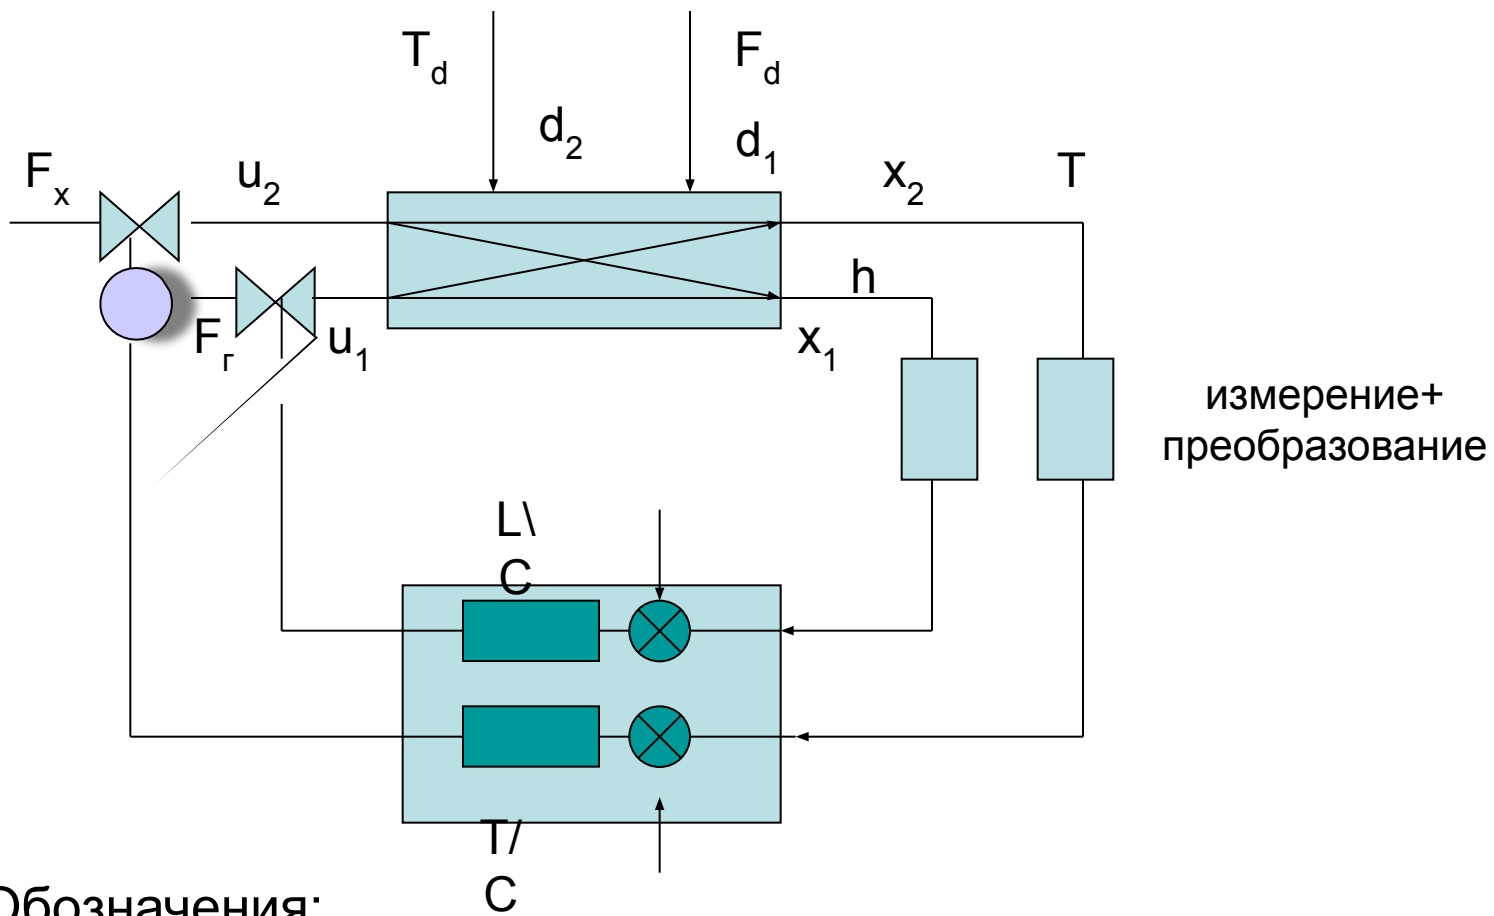 T_d
F_d
d_2
d_1
F_x
u_2
x_2
T
h
F_г
u_1
x_1
измерение+
преобразование
L\
C
T/
C
Обозначения: